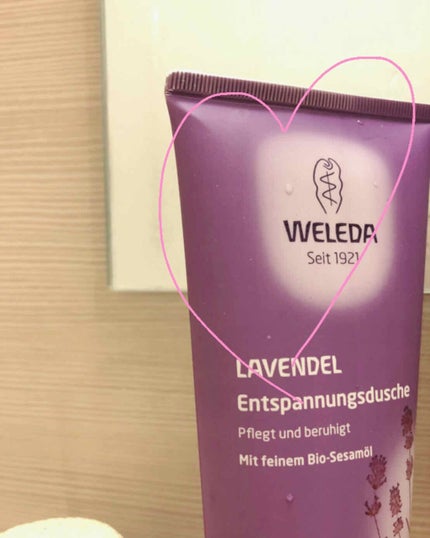 WELEDA
Seit 1921
LAVENDEL
Entspannungsdusche
Pflegt und beruhigt
Mit feinem Bio-Sesamöl